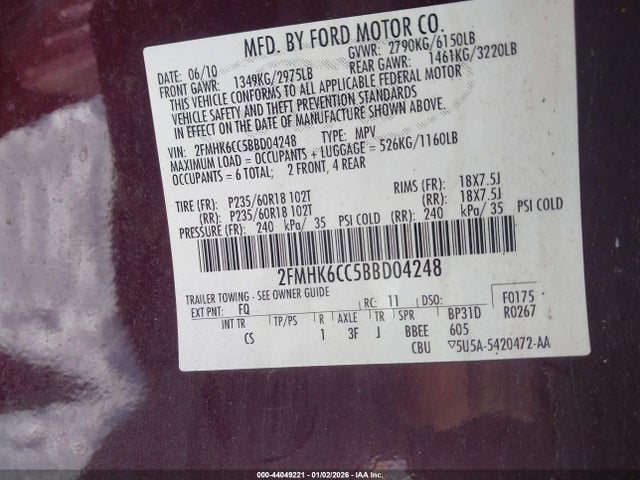 MFD. BY FORD MOTOR CO.
DATE: 06/10 GVWR: 2790KG/6150LB
FRONT GAWR: 1349KG/2975LB REAR GAWR: 1461KG/3220LB
THIS VEHICLE CONFORMS TO ALL APPLICABLE FEDERAL MOTOR
VEHICLE SAFETY AND THEFT PREVENTION STANDARDS
IN EFFECT ON THE DATE OF MANUFACTURE SHOWN ABOVE.
VIN: 2FMHK6CC5BBD04248 TYPE: MPV
MAXIMUM LOAD = OCCUPANTS + LUGGAGE = 526KG/1160LB
OCCUPANTS = 6 TOTAL; 2 FRONT, 4 REAR
TIRE (FR): P235/60R18 102T RIMS (FR): 18X7.5J
(RR): P235/60R18 102T (RR): 18X7.5J
PRESSURE (FR): 240 kPa/ 35 PSI COLD (RR): 240 kPa/ 35 PSI COLD
2FMHK6CC5BBD04248
TRAILER TOWING - SEE OWNER GUIDE
EXT PNT: FQ RC: 11 DSO: F0175
INT TR TP/PS R AXLE TR SPR BP31D R0267
CS 1 3F J BBEE 605
CBU ▽5U5A-5420472-AA
000-44049221 - 01/02/2026 - IAAI.com